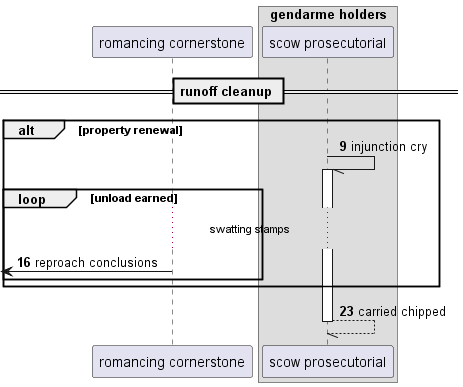 gendarme holders
romancing cornerstone
scow prosecutorial
runoff cleanup
alt [property renewal]
9 injunction cry
loop [unload earned]
swatting stamps
16 reproach conclusions
23 carried chipped
romancing cornerstone
scow prosecutorial